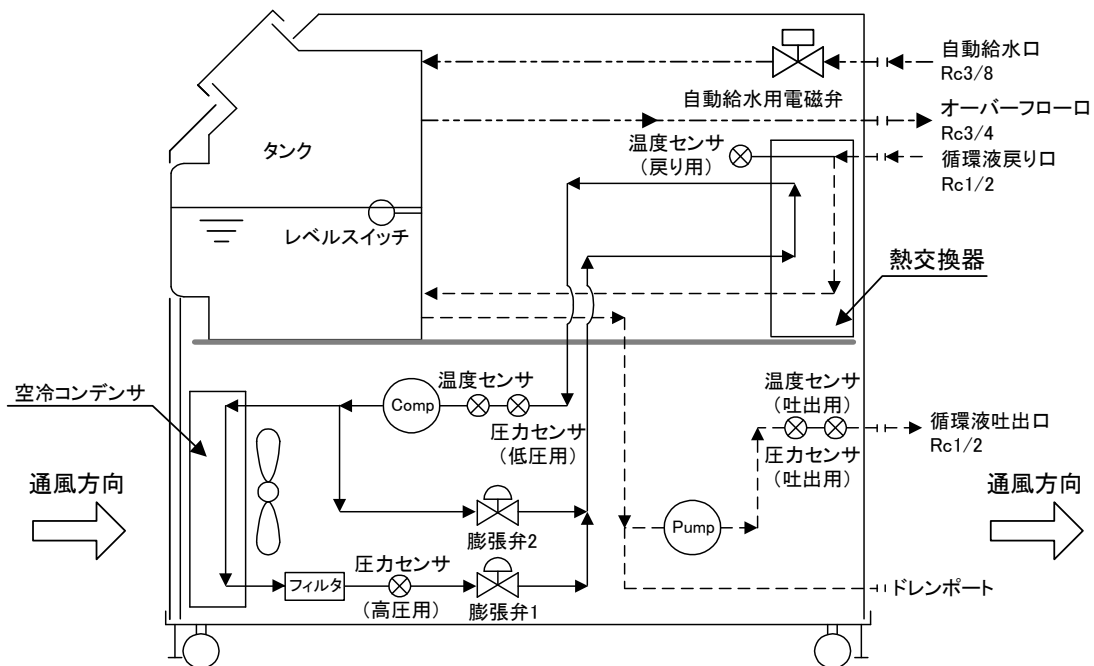 自動給水口
Rc3/8
自動給水用電磁弁
オーバーフロー口
Rc3/4
タンク
温度センサ
(戻り用)
循環液戻り口
Rc1/2
レベルスイッチ
熱交換器
空冷コンデンサ
Comp
温度センサ
圧力センサ
(低圧用)
温度センサ
(吐出用)
循環液吐出口
Rc1/2
圧力センサ
(吐出用)
通風方向
通風方向
Pump
膨張弁2
圧力センサ
(高圧用)
フィルタ
膨張弁1
ドレンポート